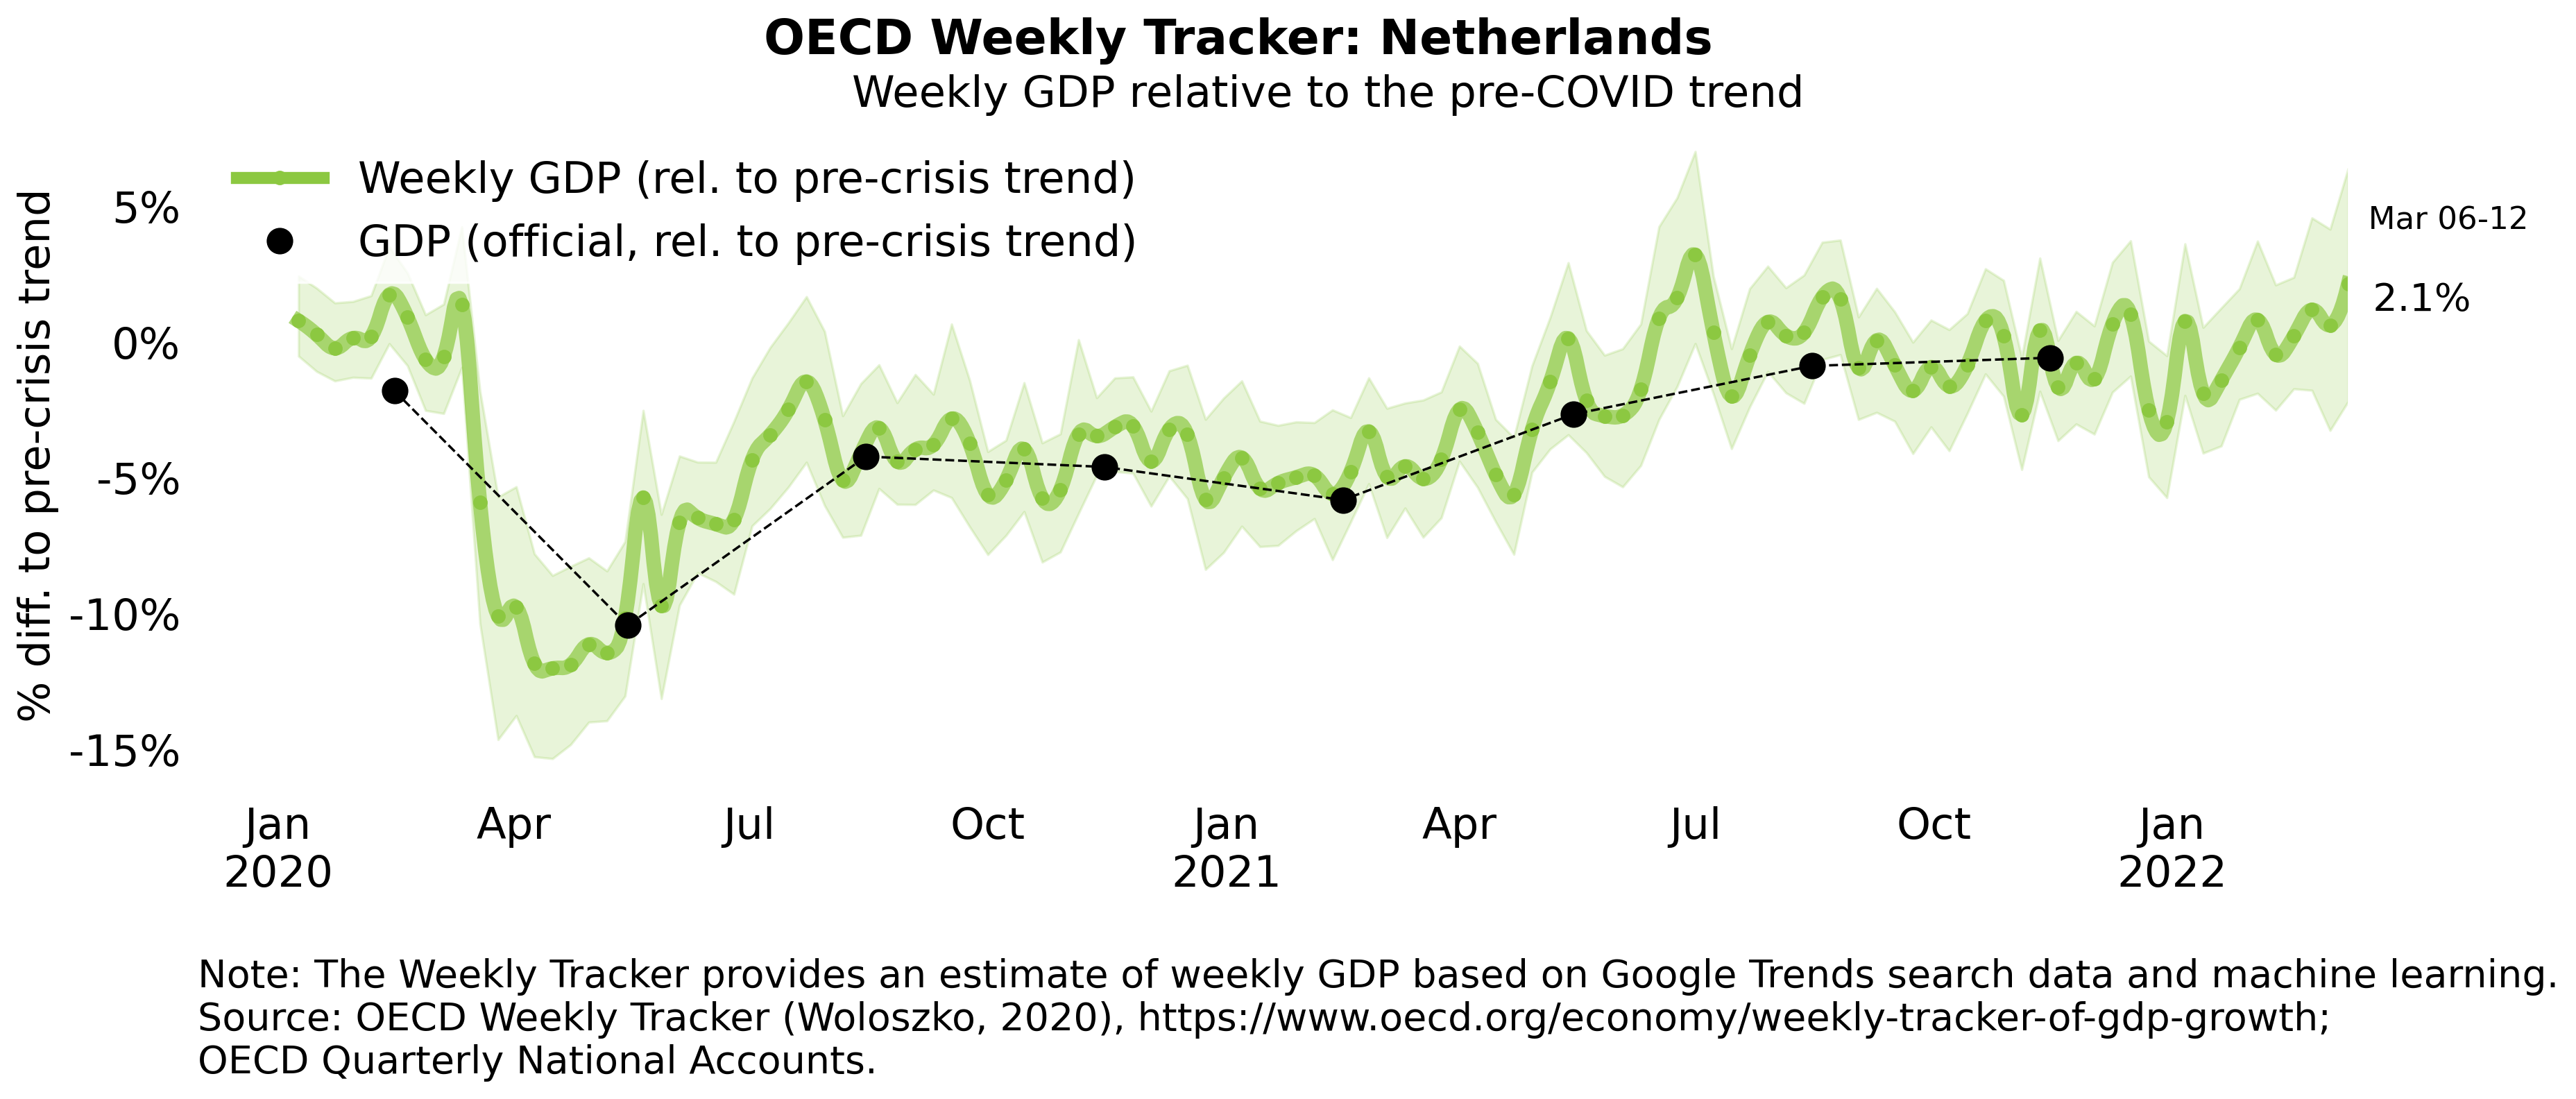 OECD Weekly Tracker: Netherlands
Weekly GDP relative to the pre-COVID trend
Weekly GDP (rel. to pre-crisis trend)
GDP (official, rel. to pre-crisis trend)
% diff. to pre-crisis trend
5%
0%
-5%
-10%
-15%
Mar 06-12
2.1%
Jan Apr Jul Oct Jan Apr Jul Oct Jan
2020 2021 2022
Note: The Weekly Tracker provides an estimate of weekly GDP based on Google Trends search data and machine learning.
Source: OECD Weekly Tracker (Woloszko, 2020), https://www.oecd.org/economy/weekly-tracker-of-gdp-growth;
OECD Quarterly National Accounts.